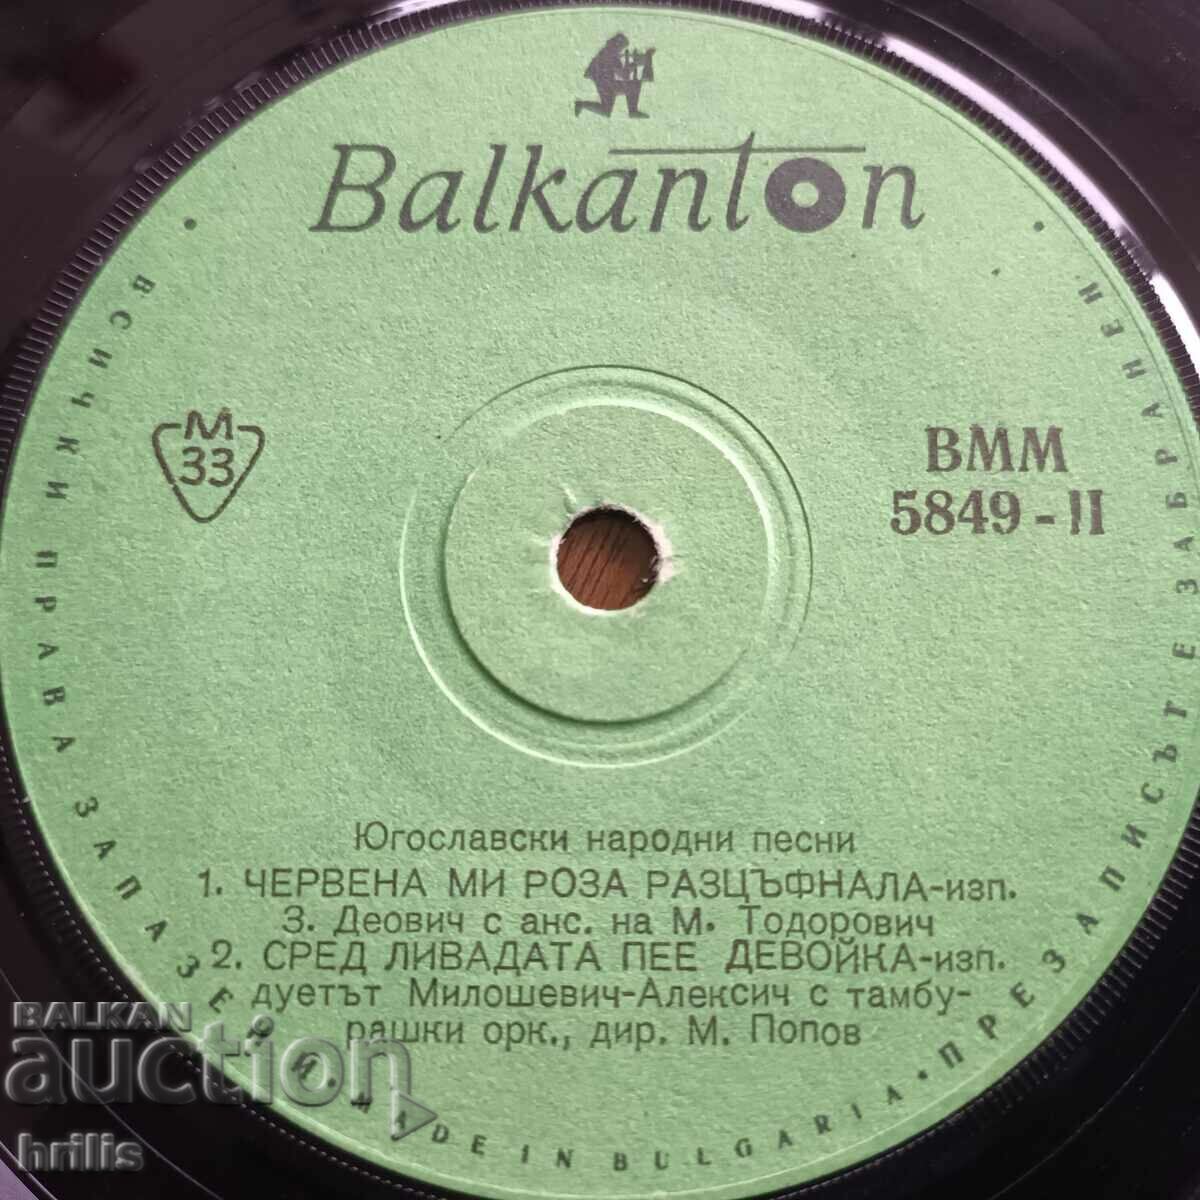 Balkanton
М
33
ВММ
5849 - II
Югославски народни песни
1. ЧЕРВЕНА МИ РОЗА РАЗЦЪФНАЛА-изп.
З. Деович с анс. на М. Тодорович
2. СРЕД ЛИВАДАТА ПЕЕ ДЕВОЙКА-изп.
дуетът Милошевич-Алексич с тамбу-
рашки орк., дир. М. Попов
• ВСИЧКИ ПРАВА ЗАПАЗЕНИ • MADE IN BULGARIA • ПРЕЗАПИСЪТ Е ЗАБРАНЕН •
BALKAN
auction
hrilis